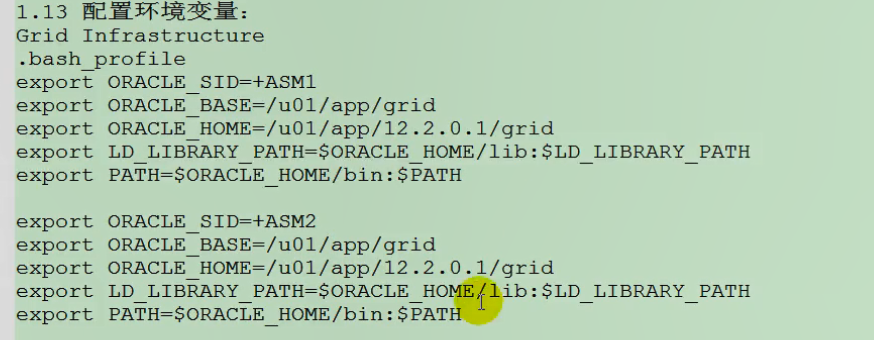 1.13 配置环境变量:
Grid Infrastructure
.bash_profile
export ORACLE_SID=+ASM1
export ORACLE_BASE=/u01/app/grid
export ORACLE_HOME=/u01/app/12.2.0.1/grid
export LD_LIBRARY_PATH=$ORACLE_HOME/lib:$LD_LIBRARY_PATH
export PATH=$ORACLE_HOME/bin:$PATH
export ORACLE_SID=+ASM2
export ORACLE_BASE=/u01/app/grid
export ORACLE_HOME=/u01/app/12.2.0.1/grid
export LD_LIBRARY_PATH=$ORACLE_HOME/lib:$LD_LIBRARY_PATH
export PATH=$ORACLE_HOME/bin:$PATH